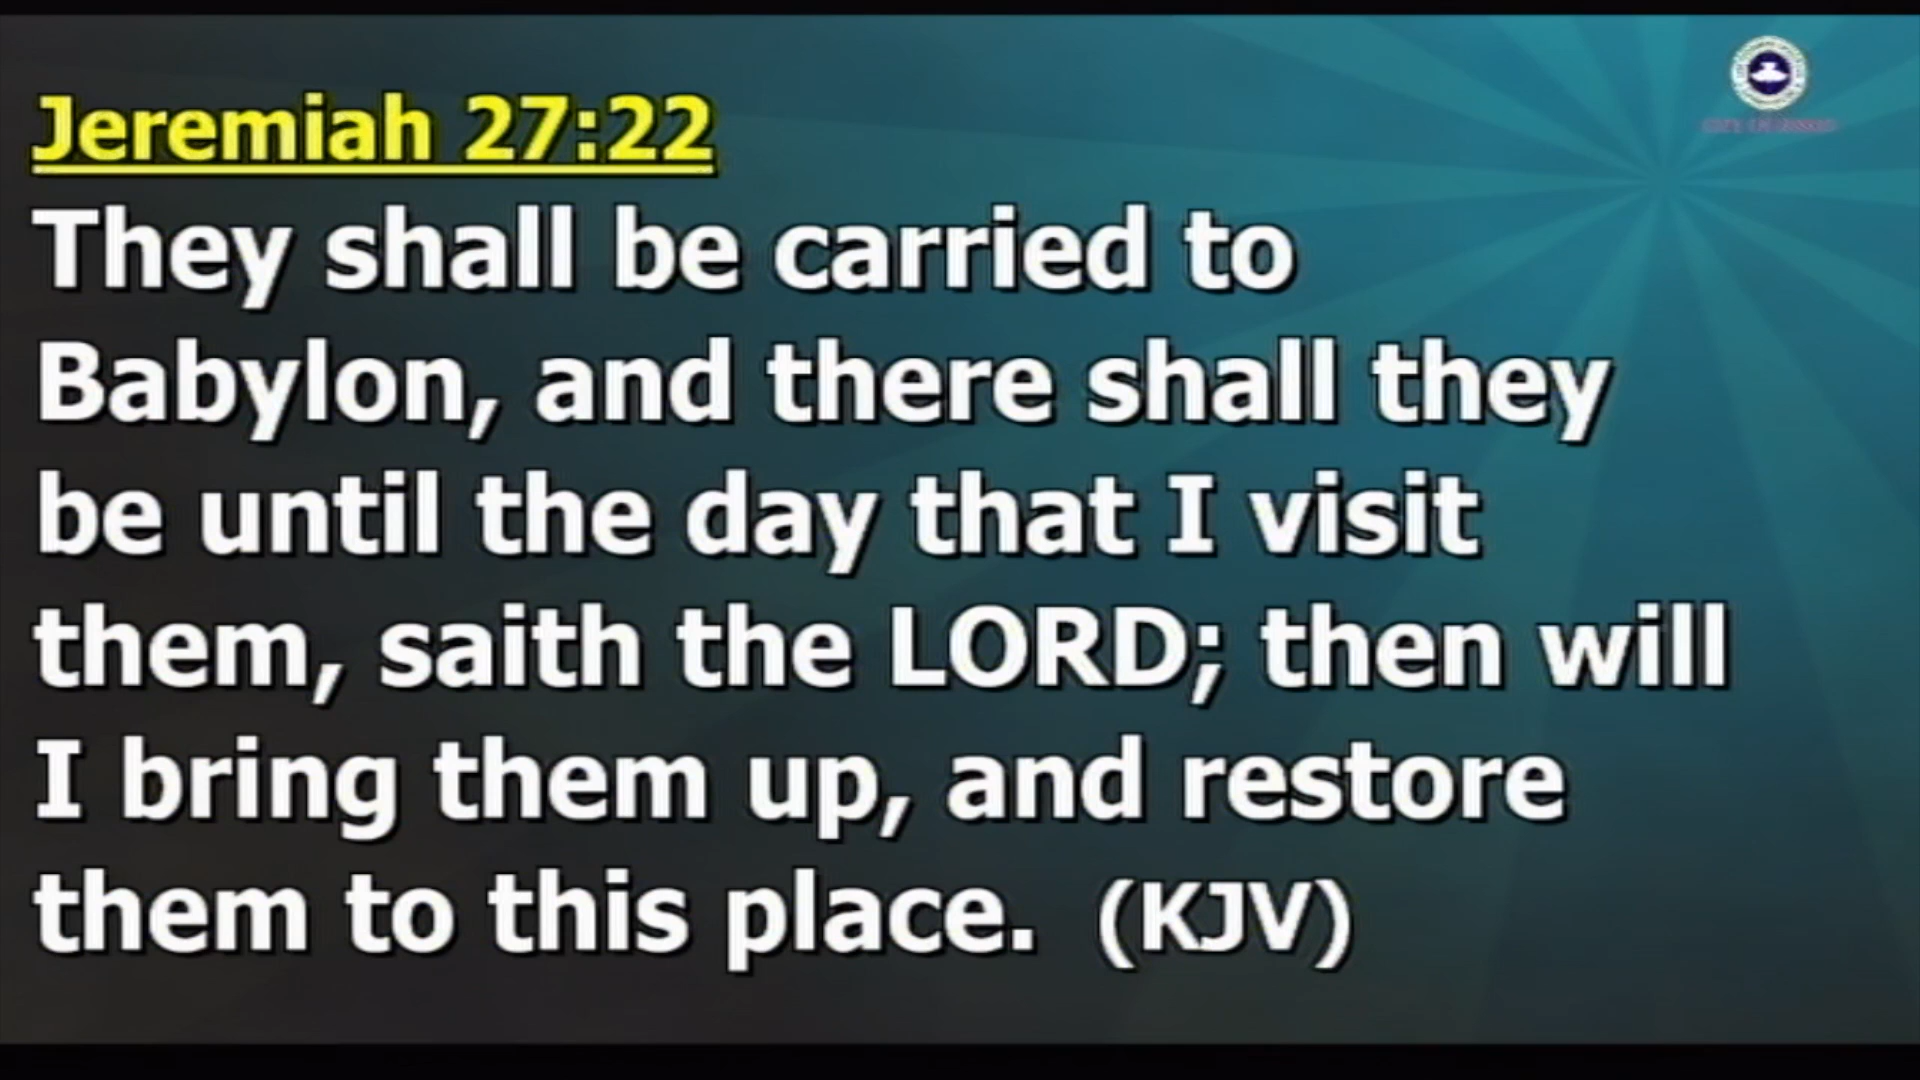 Jeremiah 27:22
They shall be carried to
Babylon, and there shall they
be until the day that I visit
them, saith the LORD; then will
I bring them up, and restore
them to this place. (KJV)